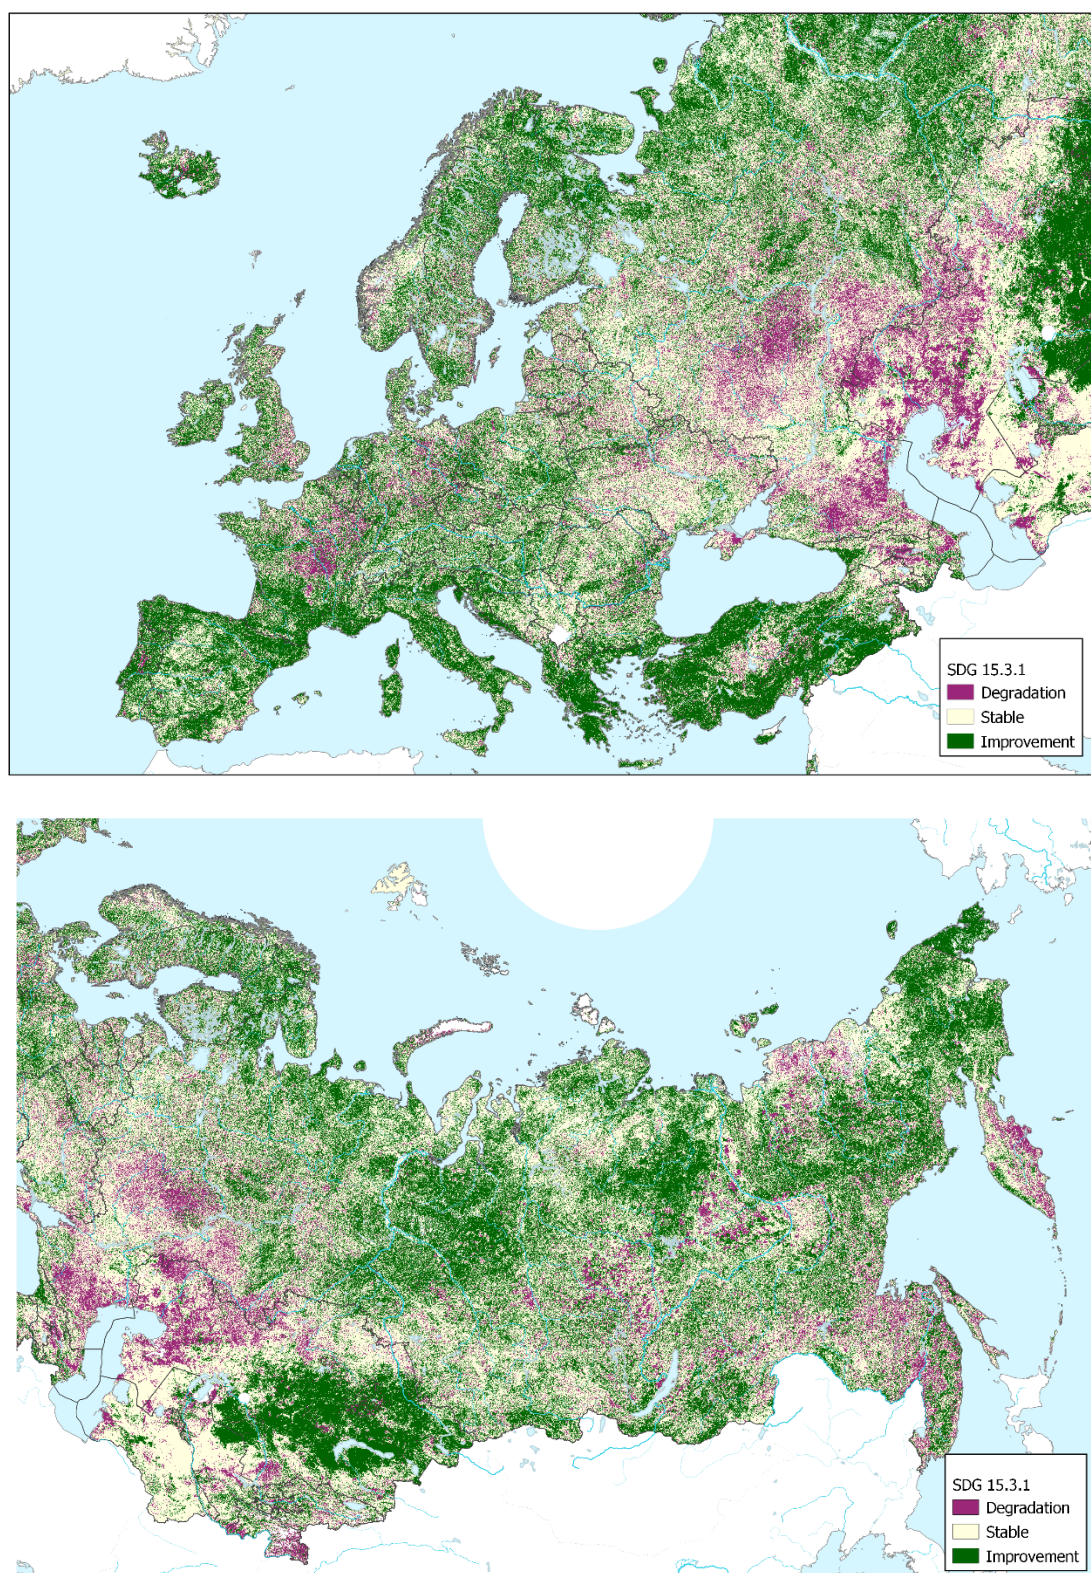 SDG 15.3.1
Degradation
Stable
Improvement
SDG 15.3.1
Degradation
Stable
Improvement